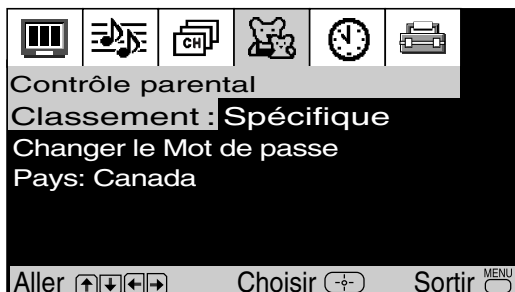 CH
Contrôle parental
Classement : Spécifique
Changer le Mot de passe
Pays: Canada
Aller Choisir Sortir MENU